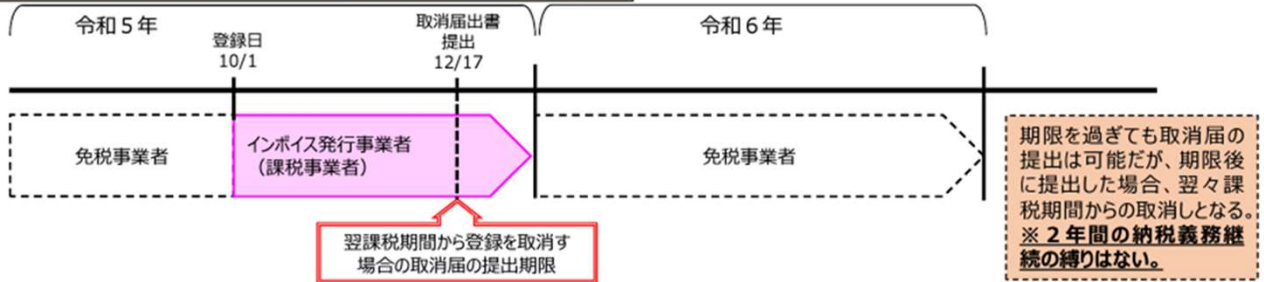 令和５年
令和６年
登録日
10/1
取消届出書
提出
12/17
免税事業者
インボイス発行事業者
（課税事業者）
免税事業者
翌課税期間から登録を取消す
場合の取消届の提出期限
期限を過ぎても取消届の
提出は可能だが、期限後
に提出した場合、翌々課
税期間からの取消しとなる。
※２年間の納税義務継
続の縛りはない。